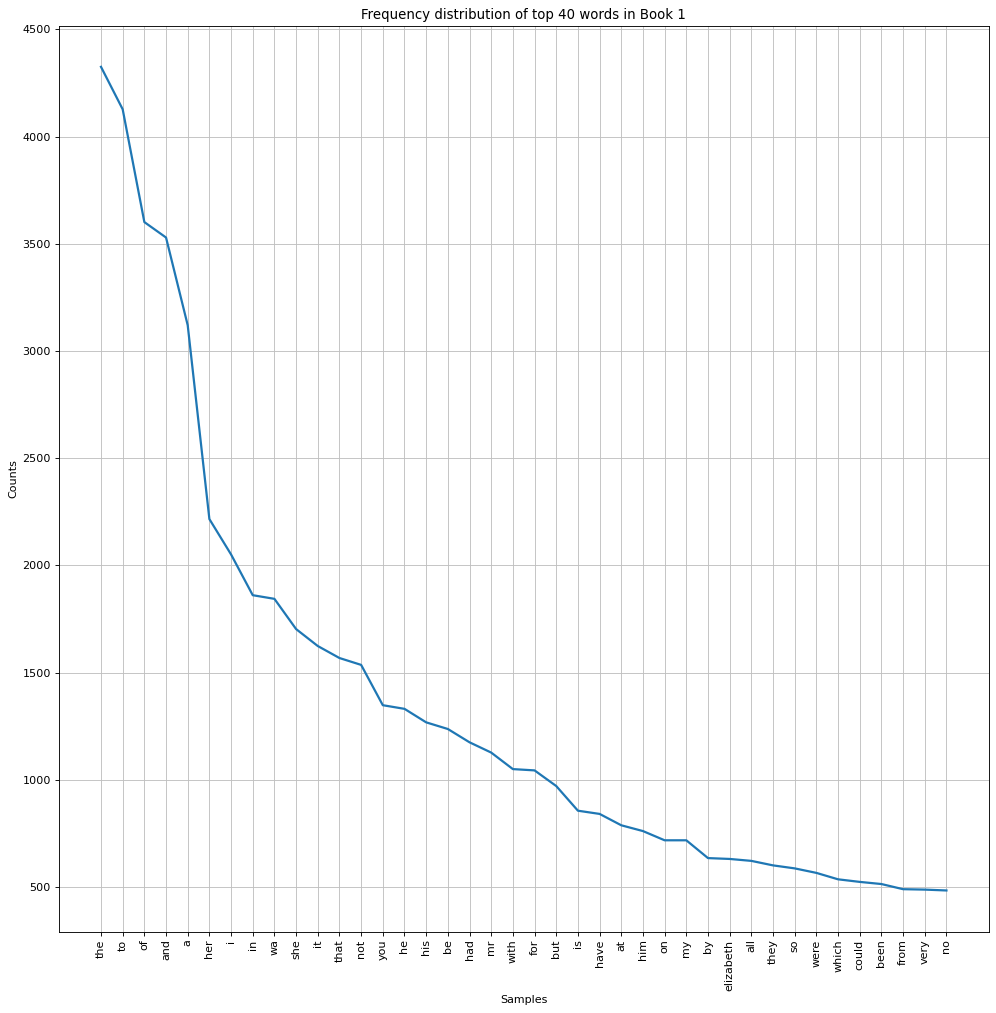 Frequency distribution of top 40 words in Book 1
4500
4000
3500
3000
2500
2000
1500
1000
500
Counts
the
to
of
and
a
her
i
in
wa
she
it
that
not
you
he
his
be
had
mr
with
for
but
is
have
at
him
on
my
by
elizabeth
all
they
so
were
which
could
been
from
very
no
Samples